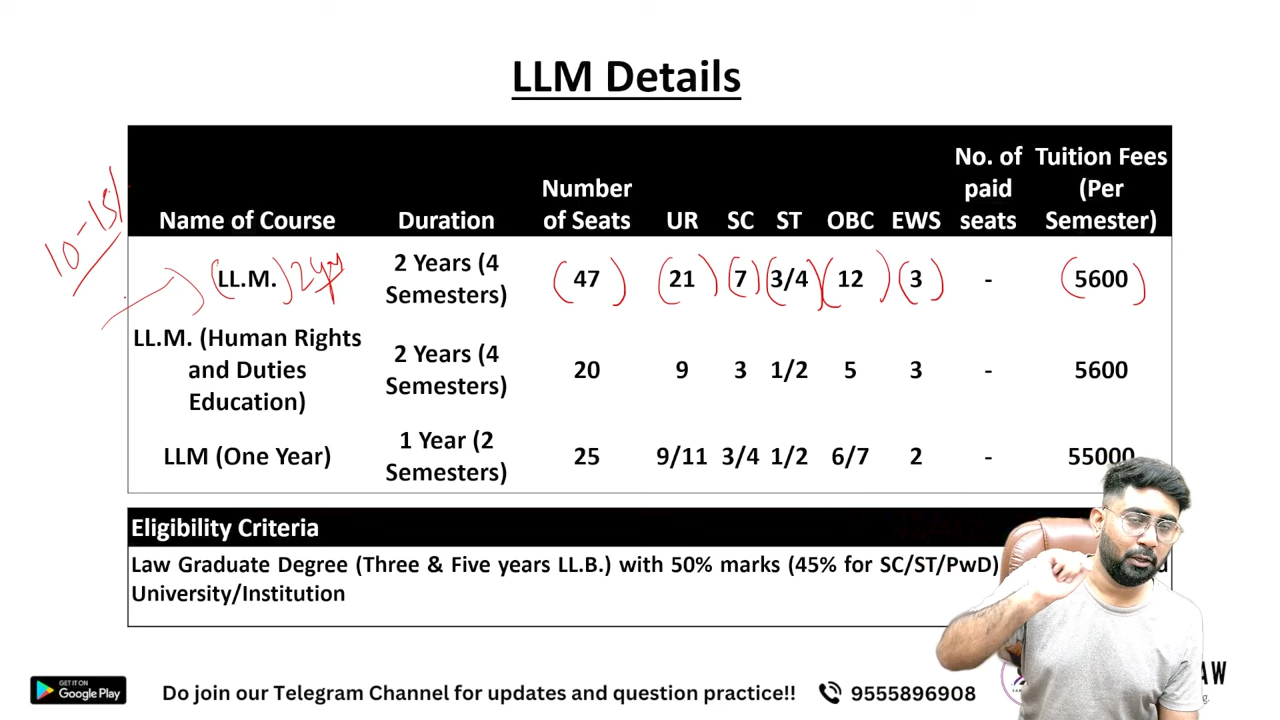 LLM Details
Name of Course Duration Number of Seats UR SC ST OBC EWS No. of paid seats Tuition Fees (Per Semester)
10-15%
LL.M. 2 Years (4 Semesters) 47 21 7 3/4 12 3 - 5600
LL.M. (Human Rights and Duties Education) 2 Years (4 Semesters) 20 9 3 1/2 5 3 - 5600
LLM (One Year) 1 Year (2 Semesters) 25 9/11 3/4 1/2 6/7 2 - 55000
Eligibility Criteria
Law Graduate Degree (Three & Five years LL.B.) with 50% marks (45% for SC/ST/PwD)
University/Institution
GET IT ON
Google Play
Do join our Telegram Channel for updates and question practice!! 9555896908